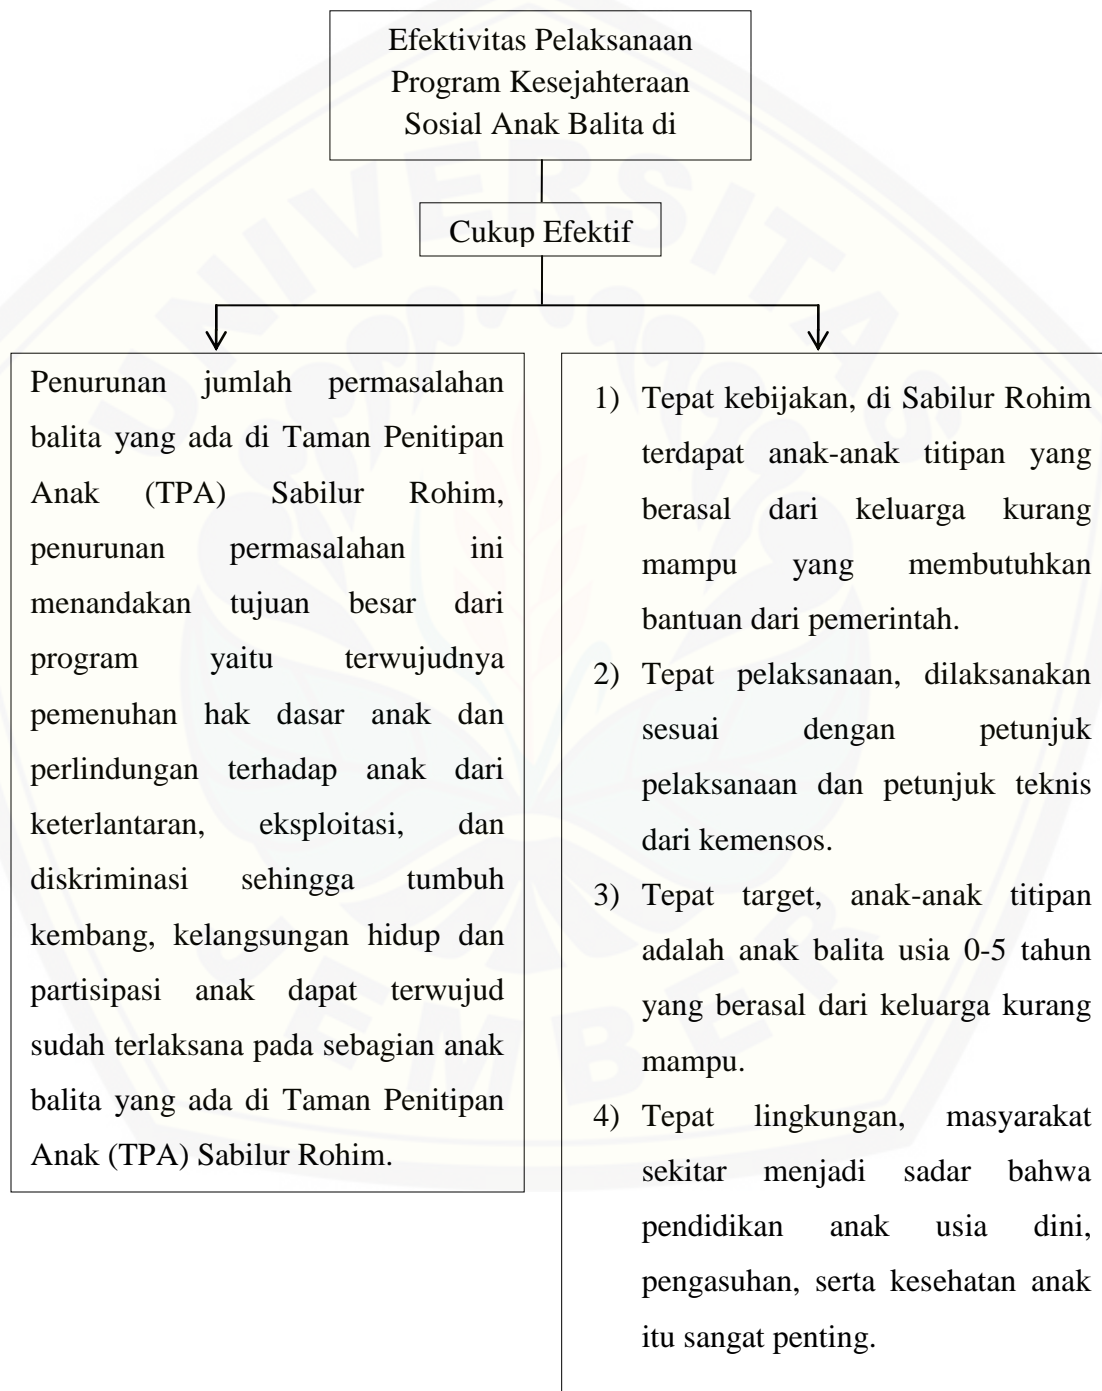 Efektivitas Pelaksanaan
Program Kesejahteraan
Sosial Anak Balita di
Cukup Efektif
Penurunan jumlah permasalahan
balita yang ada di Taman Penitipan
Anak (TPA) Sabilur Rohim,
penurunan permasalahan ini
menandakan tujuan besar dari
program yaitu terwujudnya
pemenuhan hak dasar anak dan
perlindungan terhadap anak dari
keterlantaran, eksploitasi, dan
diskriminasi sehingga tumbuh
kembang, kelangsungan hidup dan
partisipasi anak dapat terwujud
sudah terlaksana pada sebagian anak
balita yang ada di Taman Penitipan
Anak (TPA) Sabilur Rohim.
1) Tepat kebijakan, di Sabilur Rohim
terdapat anak-anak titipan yang
berasal dari keluarga kurang
mampu yang membutuhkan
bantuan dari pemerintah.
2) Tepat pelaksanaan, dilaksanakan
sesuai dengan petunjuk
pelaksanaan dan petunjuk teknis
dari kemensos.
3) Tepat target, anak-anak titipan
adalah anak balita usia 0-5 tahun
yang berasal dari keluarga kurang
mampu.
4) Tepat lingkungan, masyarakat
sekitar menjadi sadar bahwa
pendidikan anak usia dini,
pengasuhan, serta kesehatan anak
itu sangat penting.
UNIVERSITAS
JEMBER